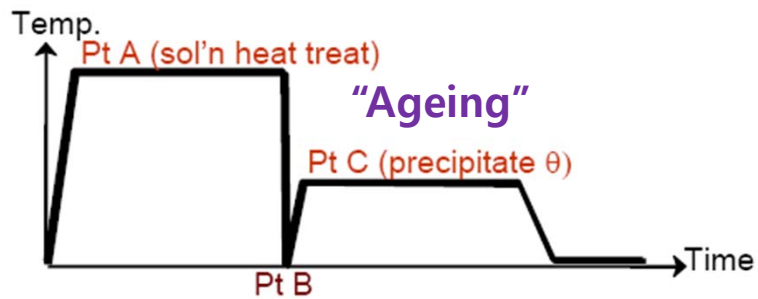 Temp.
Pt A (sol’n heat treat)
“Ageing”
Pt C (precipitate θ)
Time
Pt B